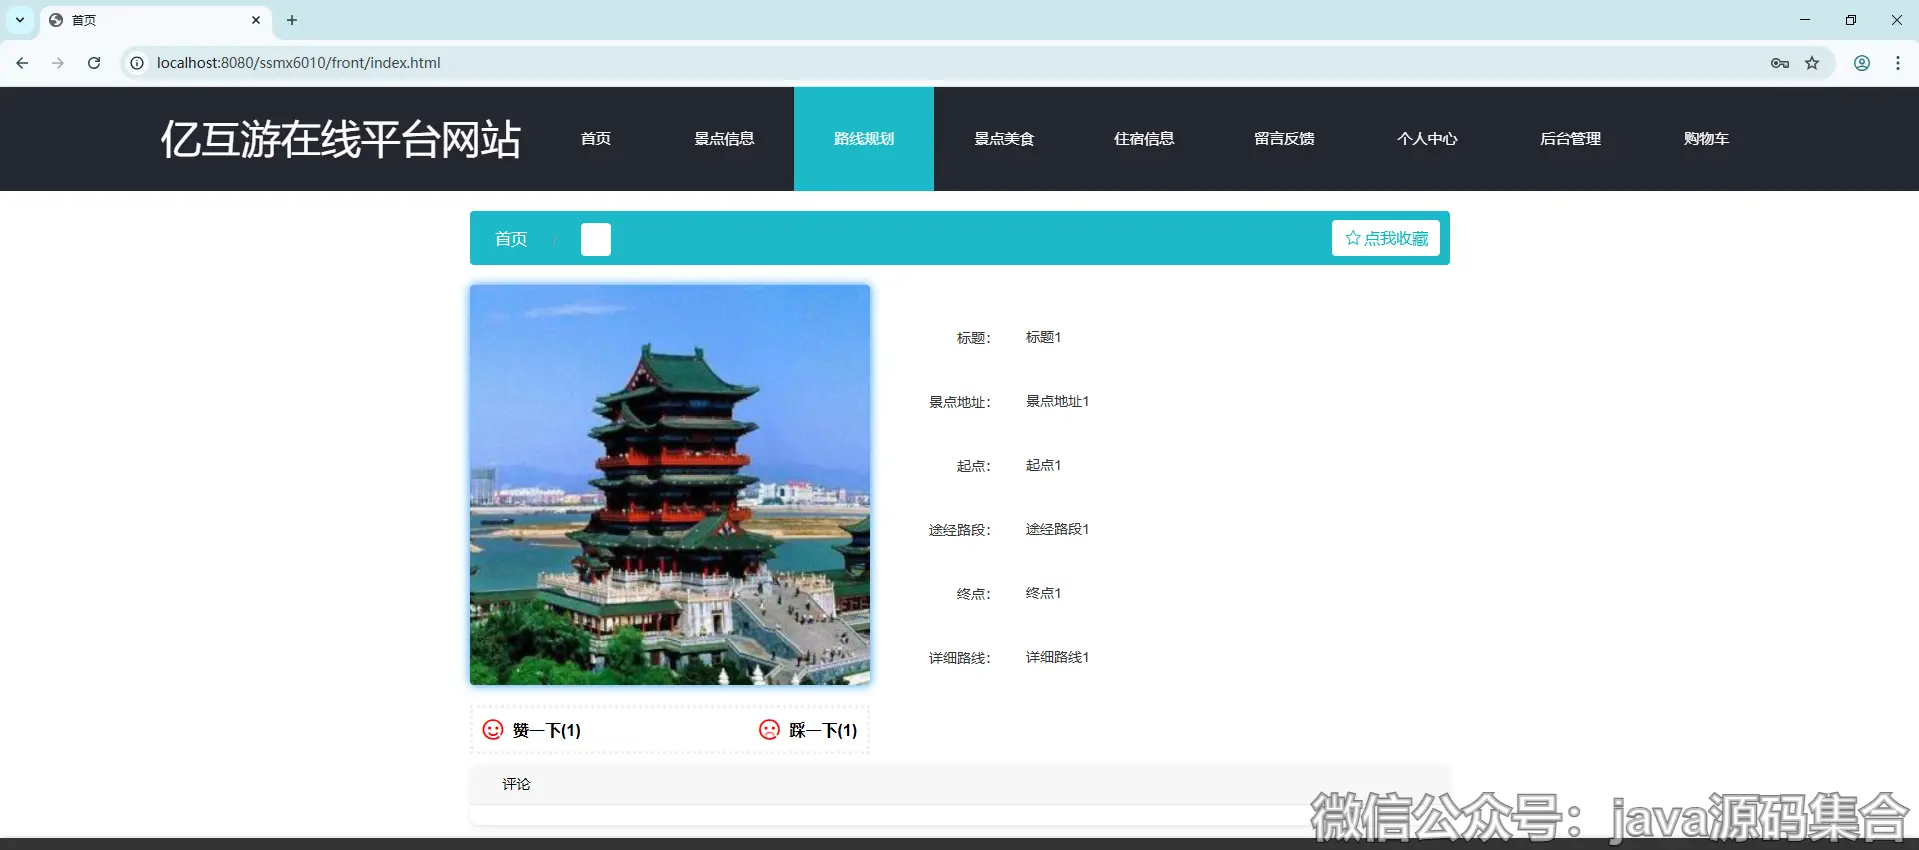 首页
localhost:8080/ssmx6010/front/index.html
亿互游在线平台网站 首页 景点信息 路线规划 景点美食 住宿信息 留言反馈 个人中心 后台管理 购物车
首页 / 点我收藏
标题： 标题1
景点地址： 景点地址1
起点： 起点1
途经路段： 途经路段1
终点： 终点1
详细路线： 详细路线1
赞一下(1) 踩一下(1)
评论
微信公众号：java源码集合